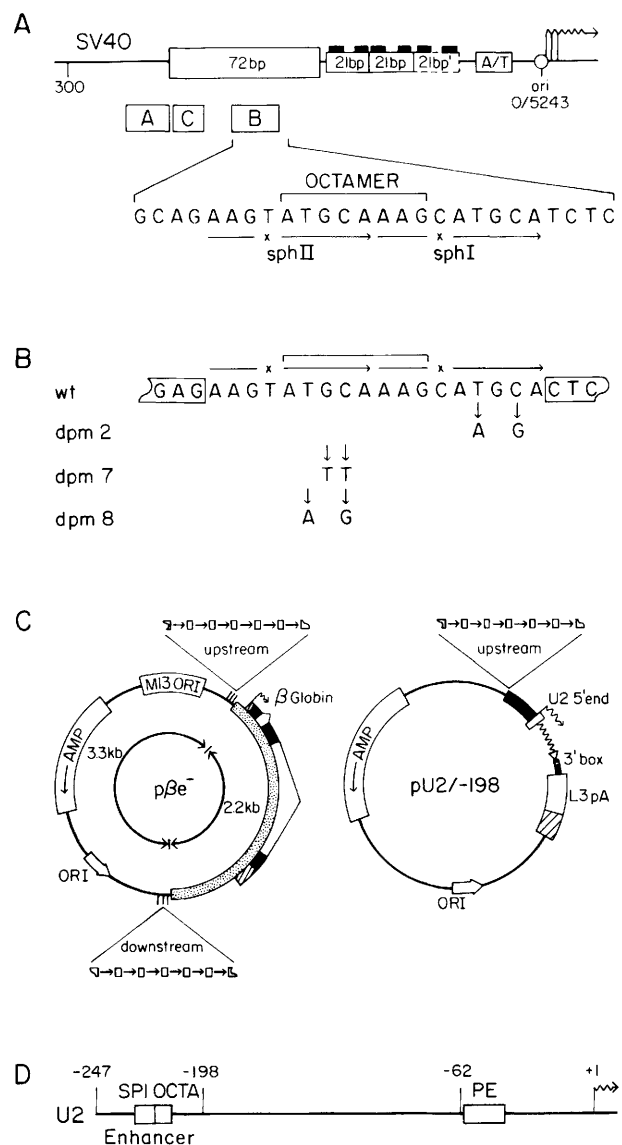 A
SV40
72bp
21bp
21bp
21bp'
A/T
300
ori
0/5243
A
C
B
OCTAMER
G C A G A A G T A T G C A A A G C A T G C A T C T C
x
x
sphII
sphI
B
x
x
wt
G A G A A G T A T G C A A A G C A T G C A C T C
dpm 2
A G
dpm 7
T T
dpm 8
A G
C
upstream
upstream
M13 ORI
β Globin
AMP
3.3kb
pβe⁻
2.2kb
ORI
downstream
AMP
pU2/-198
U2 5'end
3' box
L3pA
ORI
D
-247
-198
-62
+1
SPI OCTA
PE
U2
Enhancer